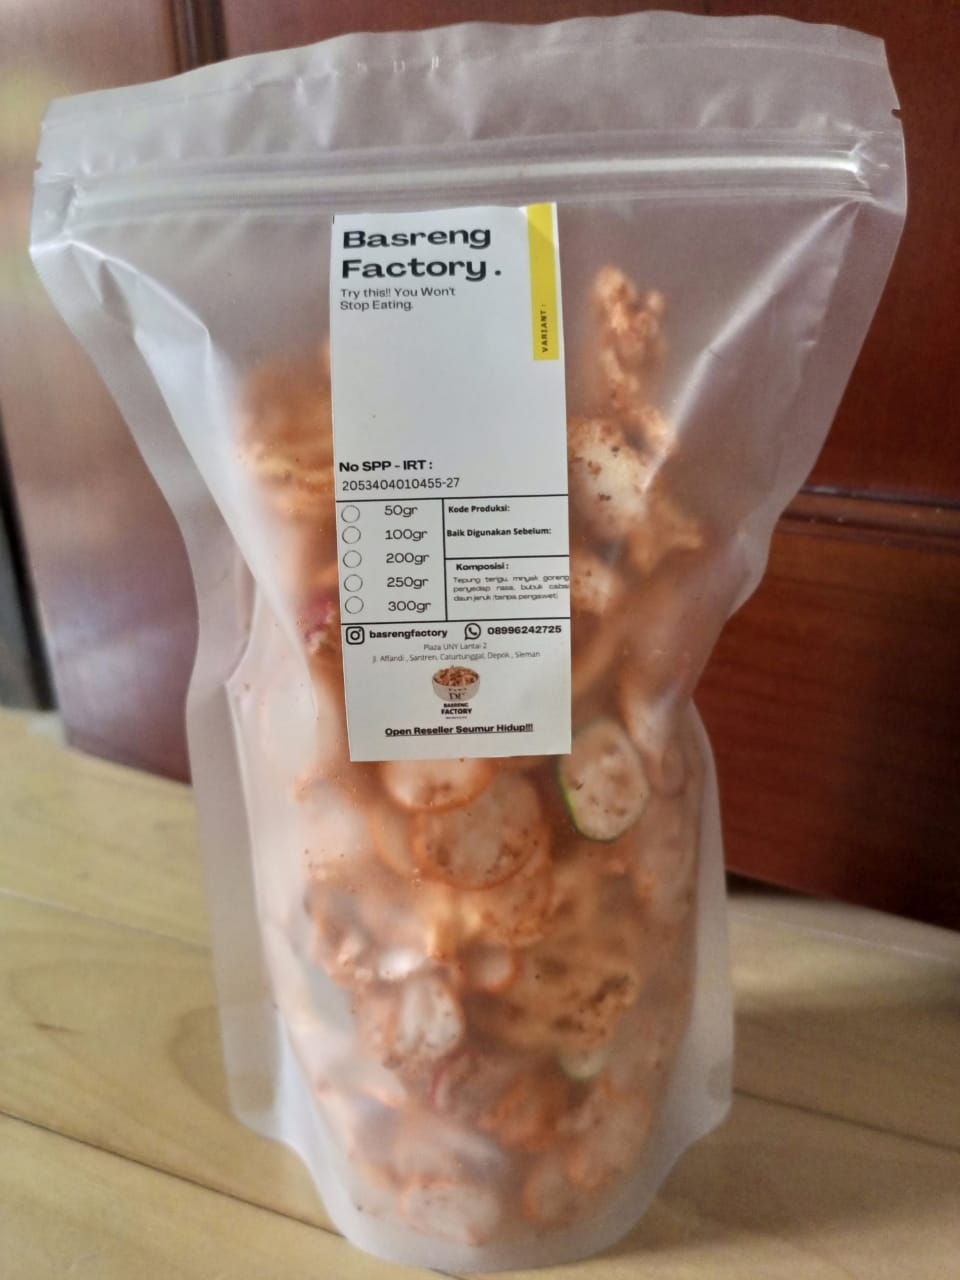 Basreng
Factory.
Try this!! You Won't
Stop Eating.
VARIANT :
No SPP - IRT :
2053404010455-27
50gr
100gr
200gr
250gr
300gr
Kode Produksi:
Baik Digunakan Sebelum:
Komposisi :
Tepung terigu, minyak goreng
penyedap rasa, bubuk cabai
daun jeruk (tanpa pengawet)
basrengfactory
08996242725
Plaza UNY Lantai 2
Jl. Affandi , Santren, Caturtunggal, Depok , Sleman
BASRENG
FACTORY
Open Reseller Seumur Hidup!!!